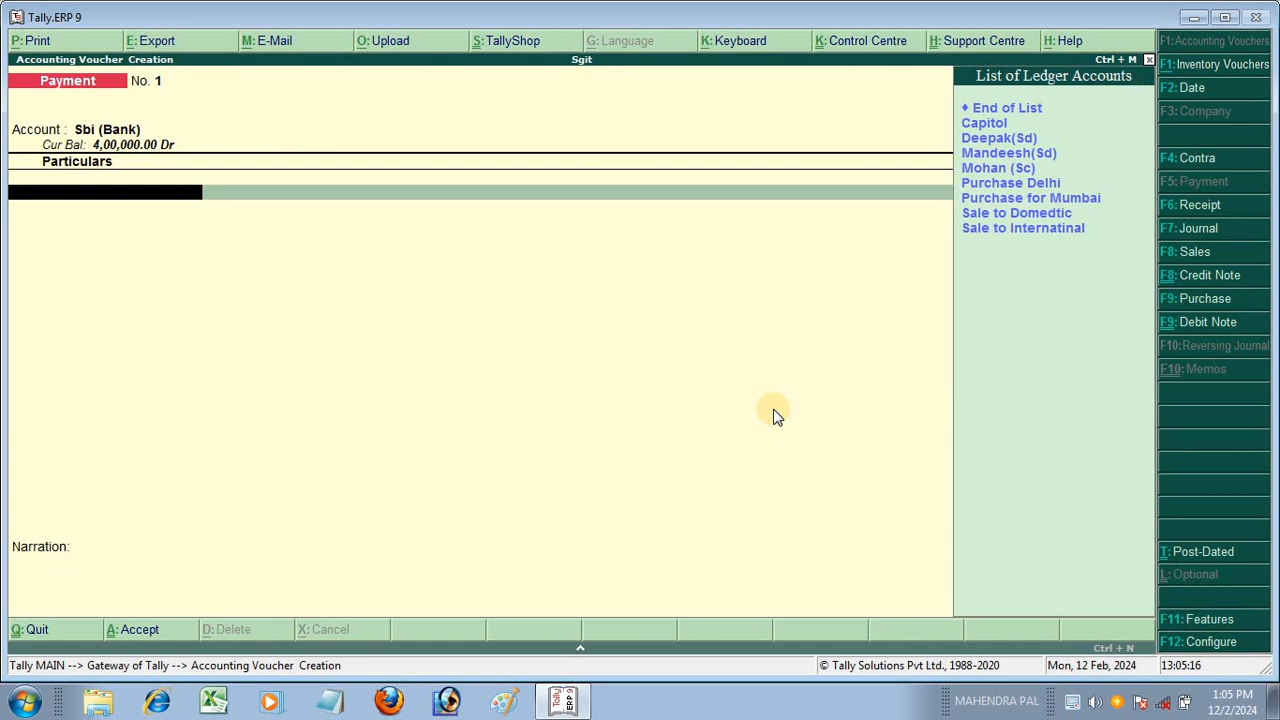 Tally.ERP 9
P: Print E: Export M: E-Mail O: Upload S: TallyShop G: Language K: Keyboard K: Control Centre H: Support Centre H: Help
Accounting Voucher Creation Sgit Ctrl + M
Payment No. 1
Account : Sbi (Bank)
Cur Bal: 4,00,000.00 Dr
Particulars
Narration:
List of Ledger Accounts
♦ End of List
Capitol
Deepak(Sd)
Mandeesh(Sd)
Mohan (Sc)
Purchase Delhi
Purchase for Mumbai
Sale to Domedtic
Sale to Internatinal
F1: Accounting Vouchers
F1: Inventory Vouchers
F2: Date
F3: Company
F4: Contra
F5: Payment
F6: Receipt
F7: Journal
F8: Sales
F8: Credit Note
F9: Purchase
F9: Debit Note
F10: Reversing Journal
F10: Memos
T: Post-Dated
L: Optional
F11: Features
F12: Configure
Q: Quit A: Accept D: Delete X: Cancel
Ctrl + N
Tally MAIN --> Gateway of Tally --> Accounting Voucher Creation © Tally Solutions Pvt Ltd., 1988-2020 Mon, 12 Feb, 2024 13:05:16
Tally ERP 9
MAHENDRA PAL
1:05 PM
12/2/2024